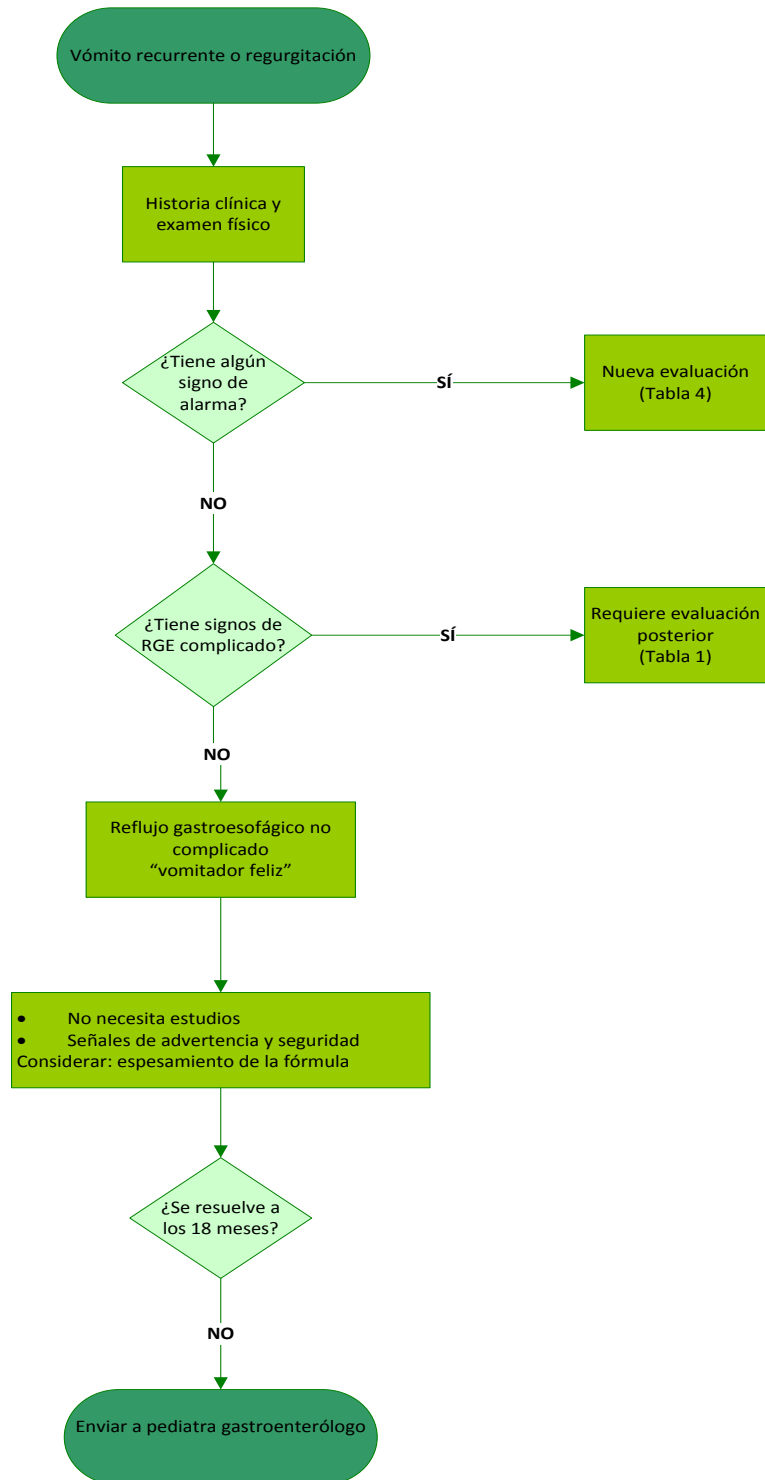 Vómito recurrente o regurgitación
Historia clínica y
examen físico
¿Tiene algún
signo de
alarma?
SÍ
Nueva evaluación
(Tabla 4)
NO
¿Tiene signos de
RGE complicado?
SÍ
Requiere evaluación
posterior
(Tabla 1)
NO
Reflujo gastroesofágico no
complicado
“vomitador feliz”
• No necesita estudios
• Señales de advertencia y seguridad
Considerar: espesamiento de la fórmula
¿Se resuelve a
los 18 meses?
NO
Enviar a pediatra gastroenterólogo